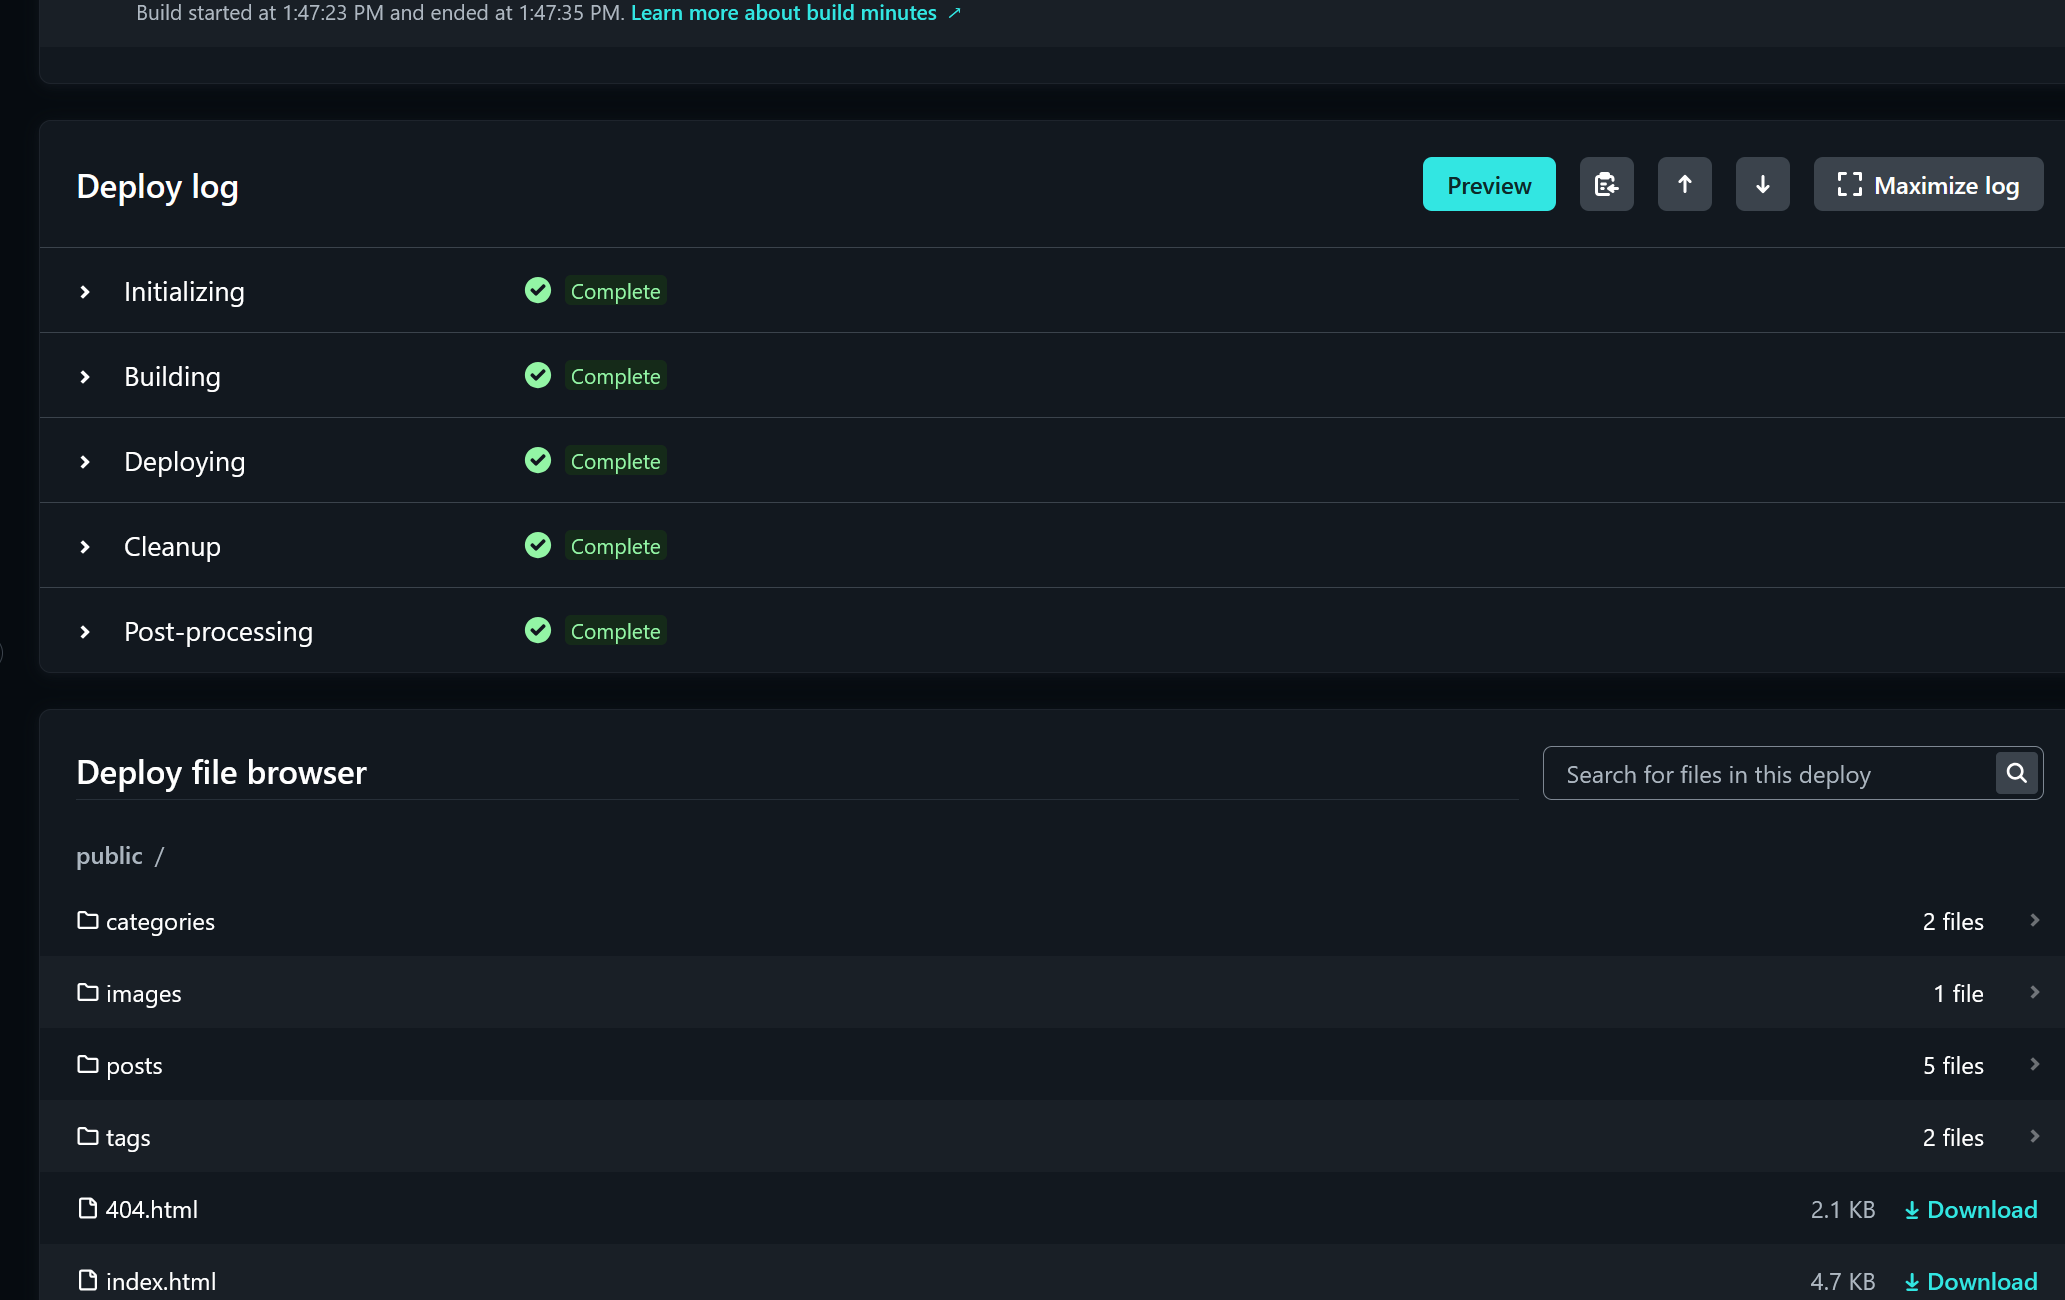 Build started at 1:47:23 PM and ended at 1:47:35 PM. Learn more about build minutes ↗
Deploy log
Preview
Maximize log
Initializing Complete
Building Complete
Deploying Complete
Cleanup Complete
Post-processing Complete
Deploy file browser
Search for files in this deploy
public /
categories 2 files
images 1 file
posts 5 files
tags 2 files
404.html 2.1 KB Download
index.html 4.7 KB Download